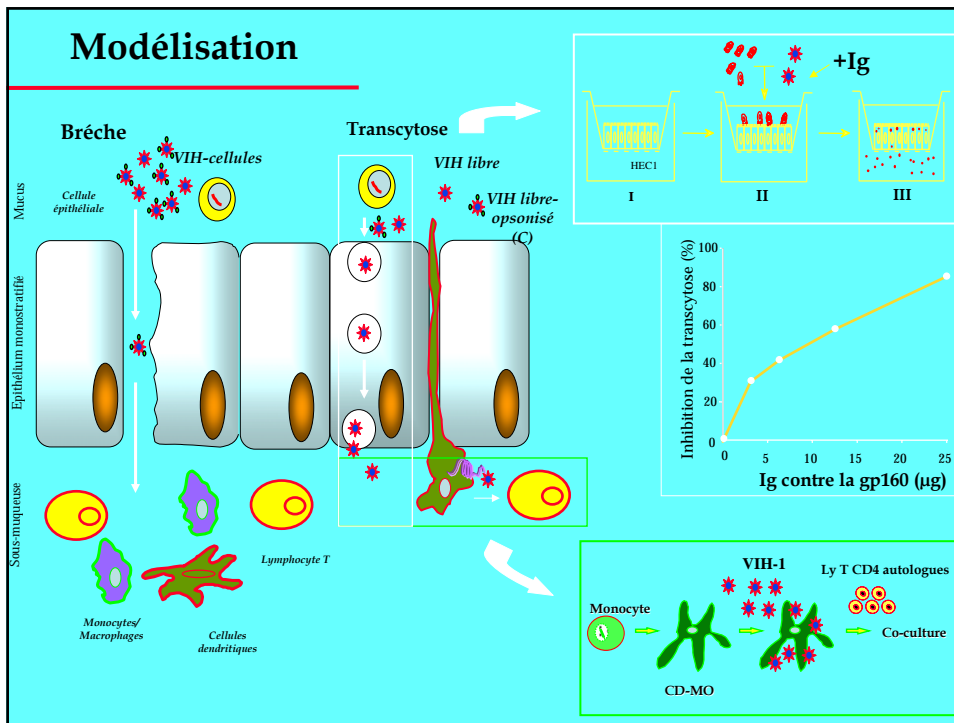 Modélisation
Bréche
Transcytose
VIH-cellules
VIH libre
VIH libre-
opsonisé
(C)
Cellule
épithéliale
Mucus
Epithélium monostratifié
Sous-muqueuse
Lymphocyte T
Monocytes/
Macrophages
Cellules
dendritiques
+Ig
HEC1
I
II
III
Inhibition de la transcytose (%)
100
80
60
40
20
0
0
5
10
15
20
25
Ig contre la gp160 (µg)
VIH-1
Ly T CD4 autologues
Monocyte
Co-culture
CD-MO